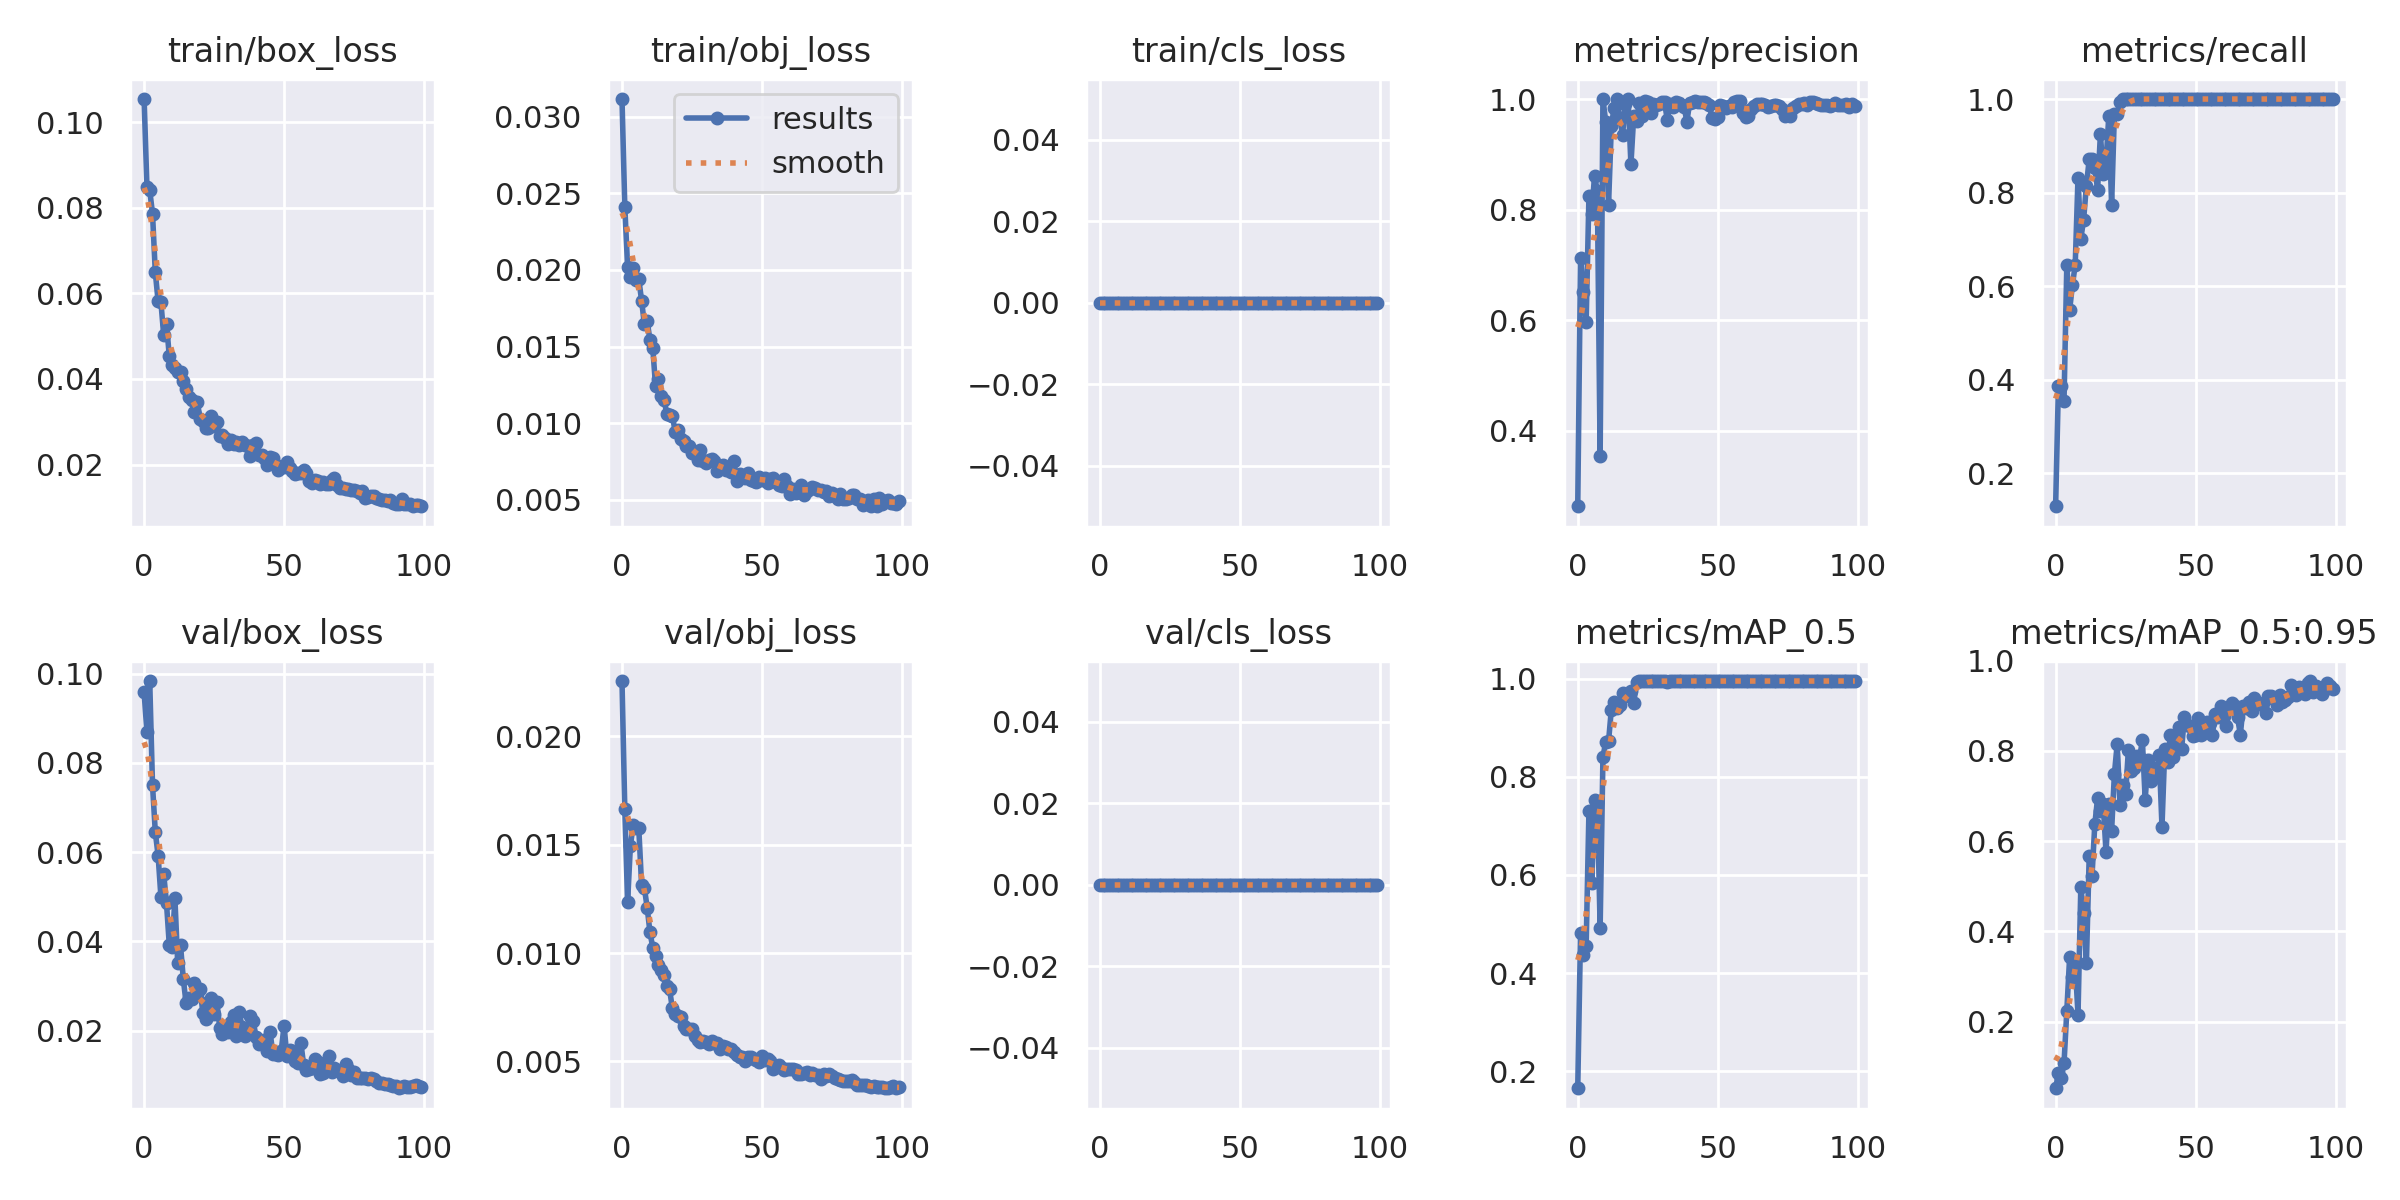 train/box_loss
0.10
0.08
0.06
0.04
0.02
0 50 100
train/obj_loss
results
smooth
0.030
0.025
0.020
0.015
0.010
0.005
0 50 100
train/cls_loss
0.04
0.02
0.00
−0.02
−0.04
0 50 100
metrics/precision
1.0
0.8
0.6
0.4
0 50 100
metrics/recall
1.0
0.8
0.6
0.4
0.2
0 50 100
val/box_loss
0.10
0.08
0.06
0.04
0.02
0 50 100
val/obj_loss
0.020
0.015
0.010
0.005
0 50 100
val/cls_loss
0.04
0.02
0.00
−0.02
−0.04
0 50 100
metrics/mAP_0.5
1.0
0.8
0.6
0.4
0.2
0 50 100
metrics/mAP_0.5:0.95
1.0
0.8
0.6
0.4
0.2
0 50 100